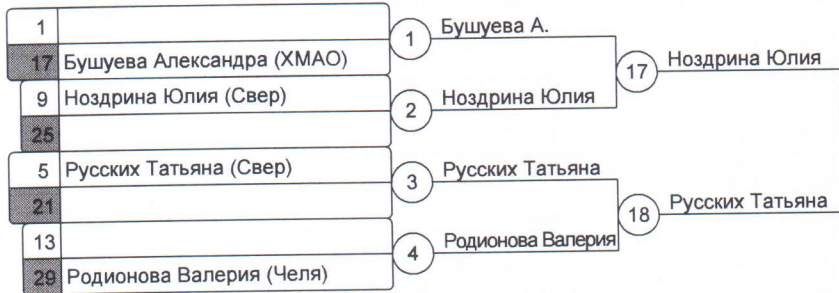 1
17 Бушуева Александра (ХМАО)
1 Бушуева А.
9 Ноздрина Юлия (Свер)
25
2 Ноздрина Юлия
17 Ноздрина Юлия
5 Русских Татьяна (Свер)
21
3 Русских Татьяна
13
29 Родионова Валерия (Челя)
4 Родионова Валерия
18 Русских Татьяна